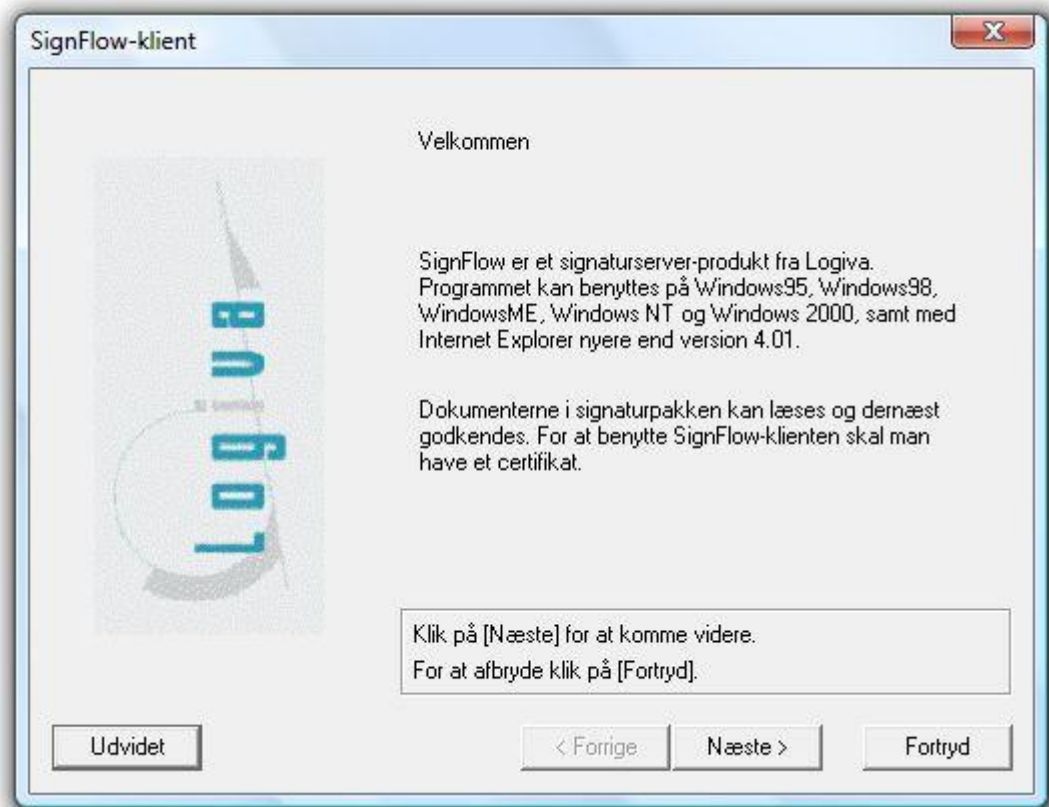 SignFlow-klient
Velkommen
SignFlow er et signaturserver-produkt fra Logiva.
Programmet kan benyttes på Windows95, Windows98,
WindowsME, Windows NT og Windows 2000, samt med
Internet Explorer nyere end version 4.01.
Dokumenterne i signaturpakken kan læses og dernæst
godkendes. For at benytte SignFlow-klienten skal man
have et certifikat.
Logiva
Klik på [Næste] for at komme videre.
For at afbryde klik på [Fortryd].
Udvidet
< Forrige
Næste >
Fortryd